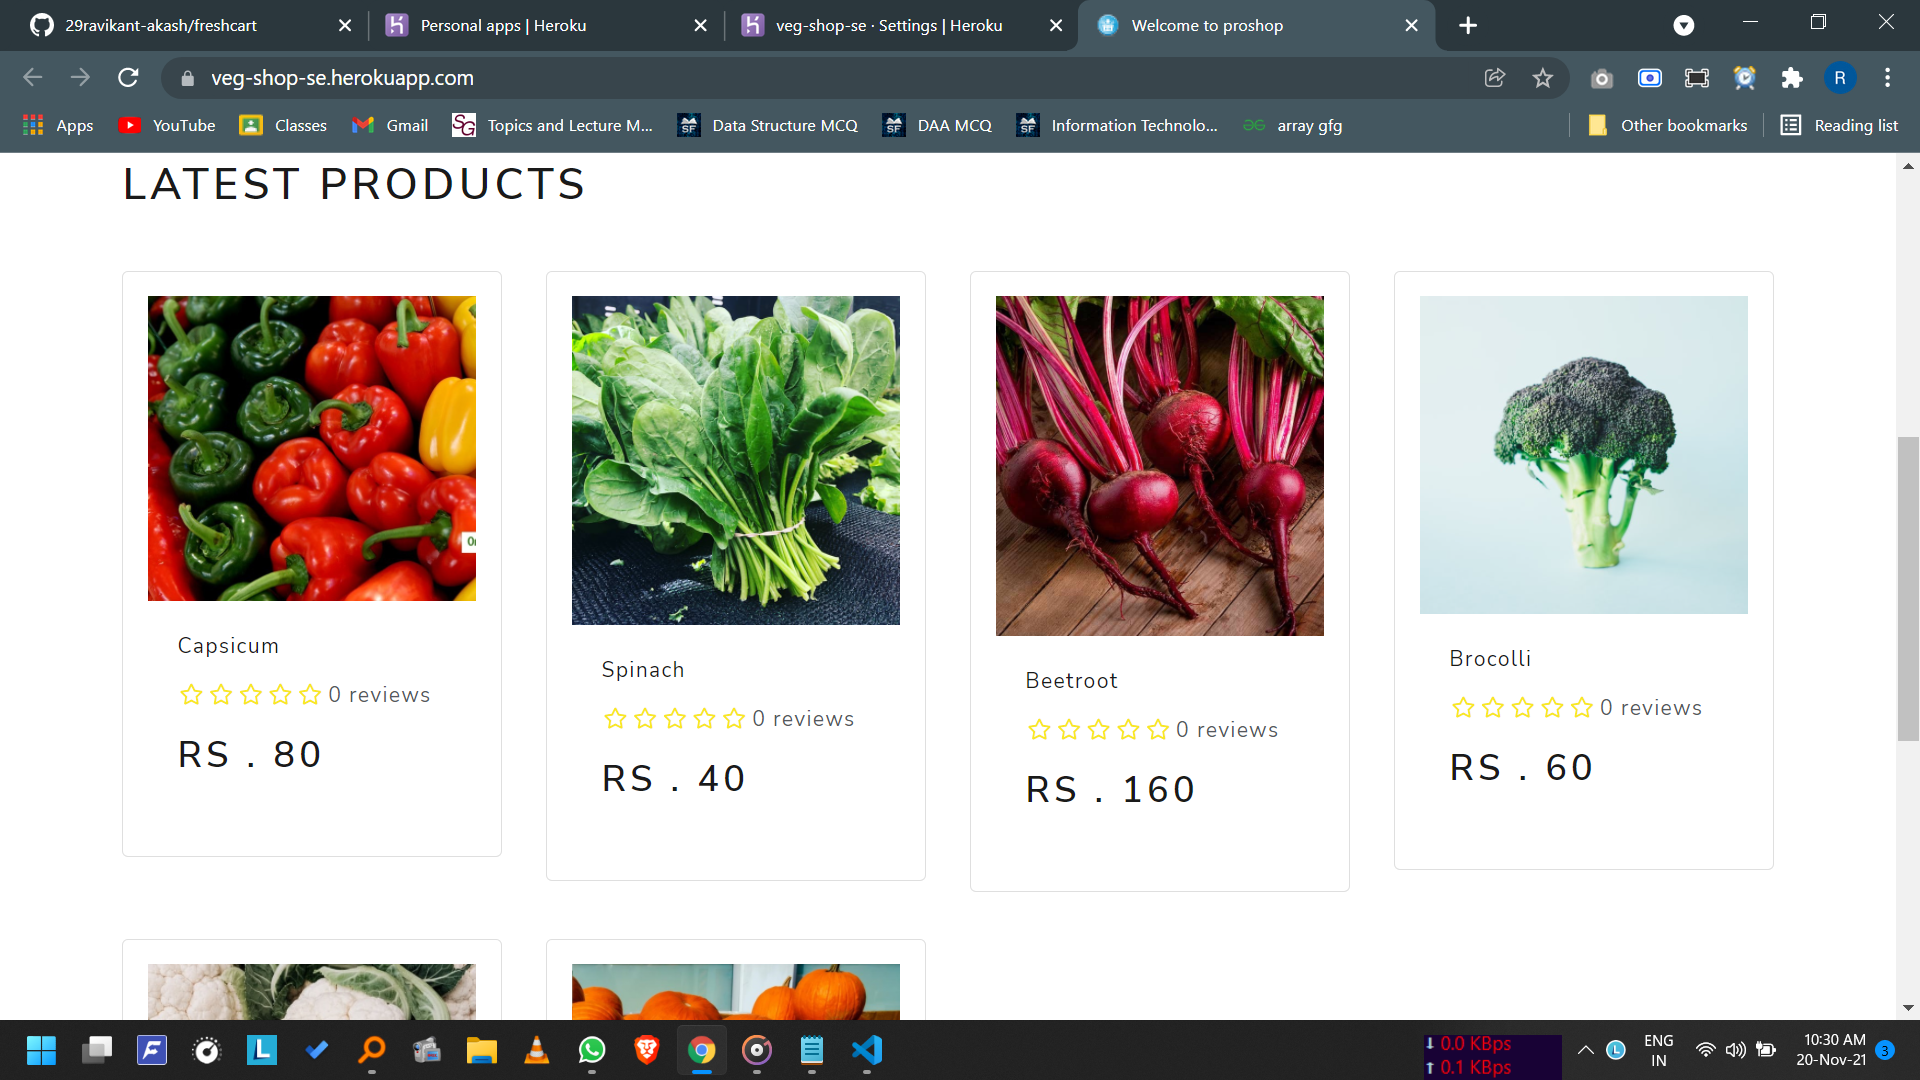 29ravikant-akash/freshcart
Personal apps | Heroku
veg-shop-se · Settings | Heroku
Welcome to proshop
veg-shop-se.herokuapp.com
R
Apps
YouTube
Classes
Gmail
Topics and Lecture M...
Data Structure MCQ
DAA MCQ
Information Technolo...
array gfg
Other bookmarks
Reading list
LATEST PRODUCTS
Capsicum
0 reviews
RS . 80
Spinach
0 reviews
RS . 40
Beetroot
0 reviews
RS . 160
Brocolli
0 reviews
RS . 60
0.0 KBps
0.1 KBps
ENG
IN
10:30 AM
20-Nov-21
3